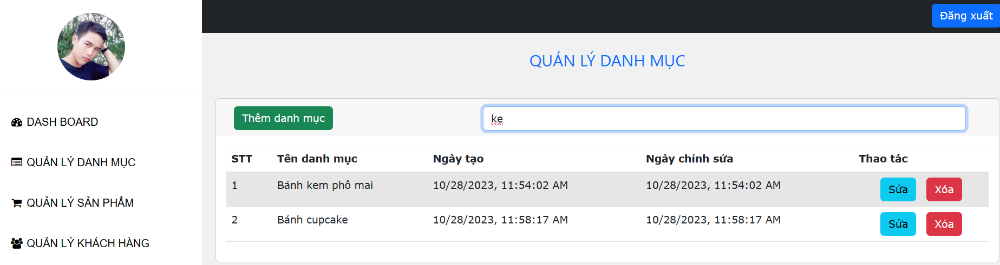 Đăng xuất
QUẢN LÝ DANH MỤC
DASH BOARD
QUẢN LÝ DANH MỤC
QUẢN LÝ SẢN PHẨM
QUẢN LÝ KHÁCH HÀNG
Thêm danh mục
ke
STT Tên danh mục Ngày tạo Ngày chỉnh sửa Thao tác
1 Bánh kem phô mai 10/28/2023, 11:54:02 AM 10/28/2023, 11:54:02 AM Sửa Xóa
2 Bánh cupcake 10/28/2023, 11:58:17 AM 10/28/2023, 11:58:17 AM Sửa Xóa